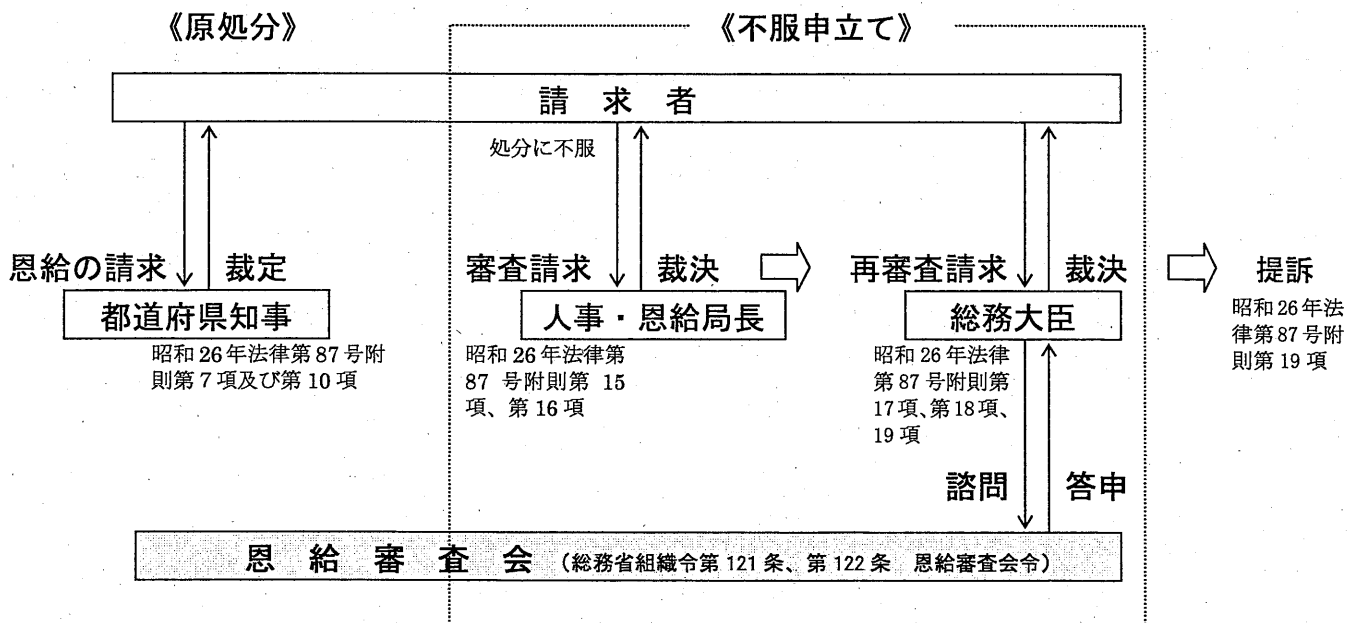 《原処分》
《不服申立て》
請求者
処分に不服
恩給の請求
裁定
審査請求
裁決
再審査請求
裁決
提訴
都道府県知事
人事・恩給局長
総務大臣
昭和26年法律第87号附
則第7項及び第10項
昭和26年法律第
87号附則第15
項、第16項
昭和26年法律
第87号附則第
17項、第18項、
19項
昭和26年法
律第87号附
則第19項
諮問
答申
恩給審査会(総務省組織令第121条、第122条 恩給審査会令)